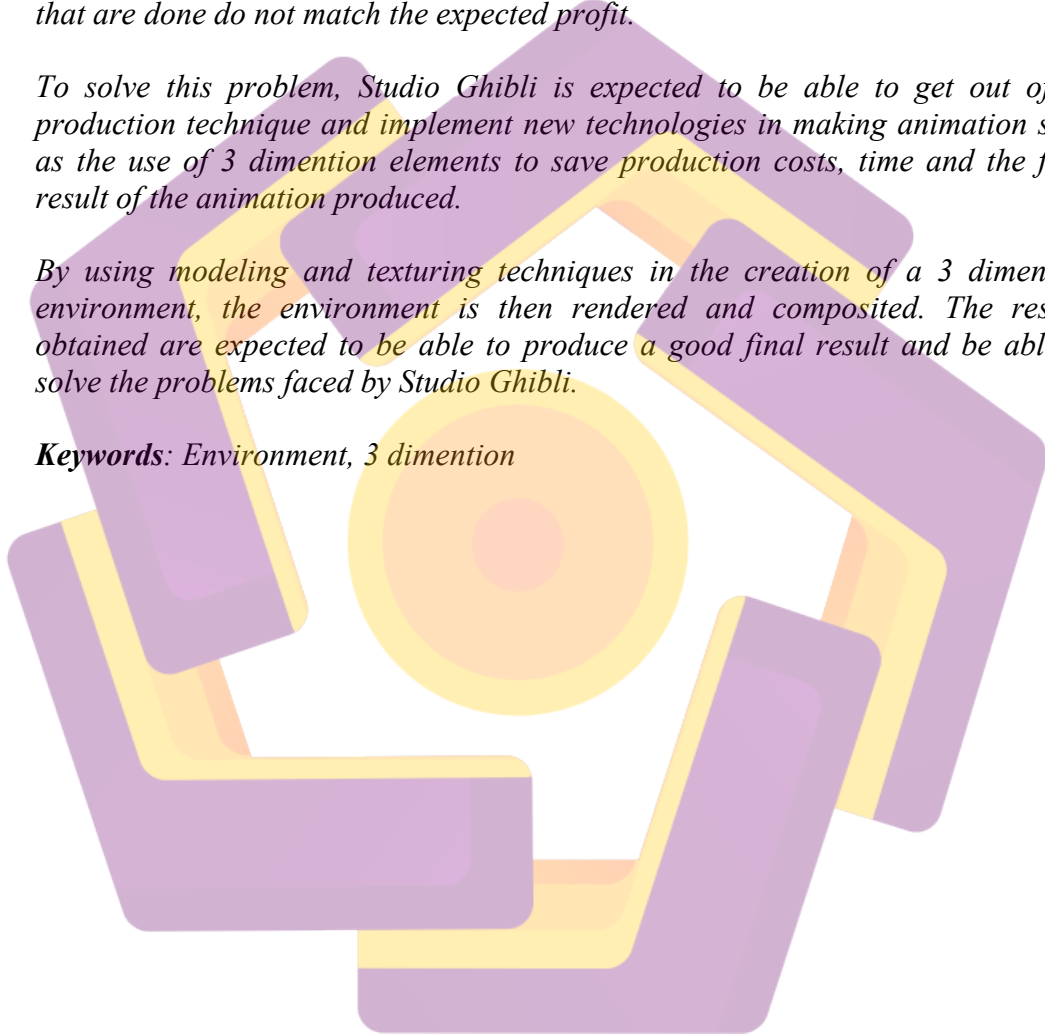 that are done do not match the expected profit.
To solve this problem, Studio Ghibli is expected to be able to get out of
production technique and implement new technologies in making animation s
as the use of 3 dimention elements to save production costs, time and the f
result of the animation produced.
By using modeling and texturing techniques in the creation of a 3 dimen
environment, the environment is then rendered and composited. The res
obtained are expected to be able to produce a good final result and be abl
solve the problems faced by Studio Ghibli.
Keywords: Environment, 3 dimention